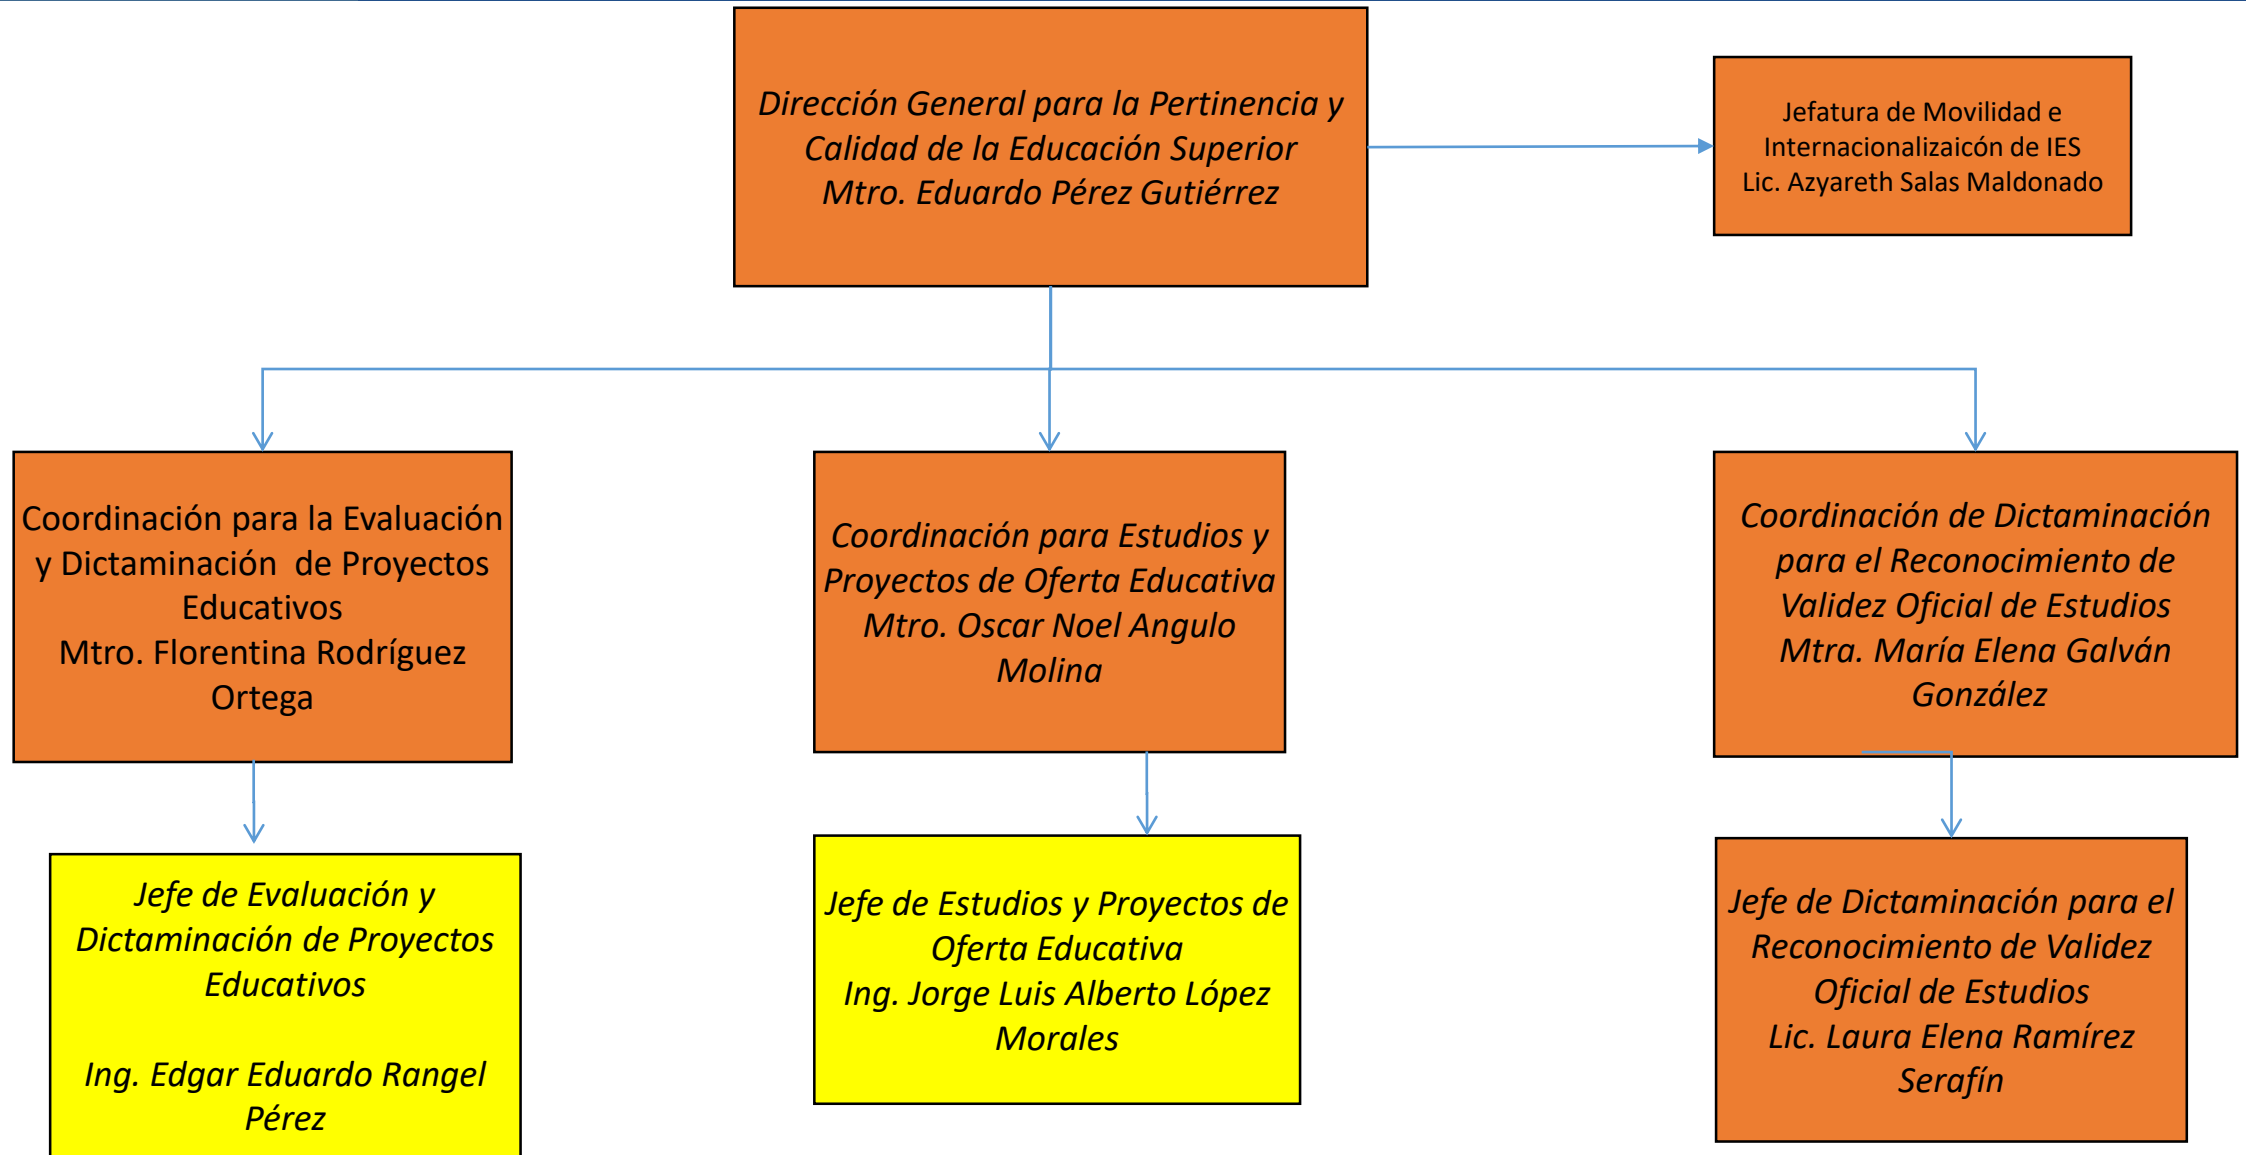 Dirección General para la Pertinencia y
Calidad de la Educación Superior
Mtro. Eduardo Pérez Gutiérrez
Jefatura de Movilidad e
Internacionalizaicón de IES
Lic. Azyareth Salas Maldonado
Coordinación para la Evaluación
y Dictaminación  de Proyectos
Educativos
Mtro. Florentina Rodríguez
Ortega
Coordinación para Estudios y
Proyectos de Oferta Educativa
Mtro. Oscar Noel Angulo
Molina
Coordinación de Dictaminación
para el Reconocimiento de
Validez Oficial de Estudios
Mtra. María Elena Galván
González
Jefe de Evaluación y
Dictaminación de Proyectos
Educativos
Ing. Edgar Eduardo Rangel
Pérez
Jefe de Estudios y Proyectos de
Oferta Educativa
Ing. Jorge Luis Alberto López
Morales
Jefe de Dictaminación para el
Reconocimiento de Validez
Oficial de Estudios
Lic. Laura Elena Ramírez
Serafín